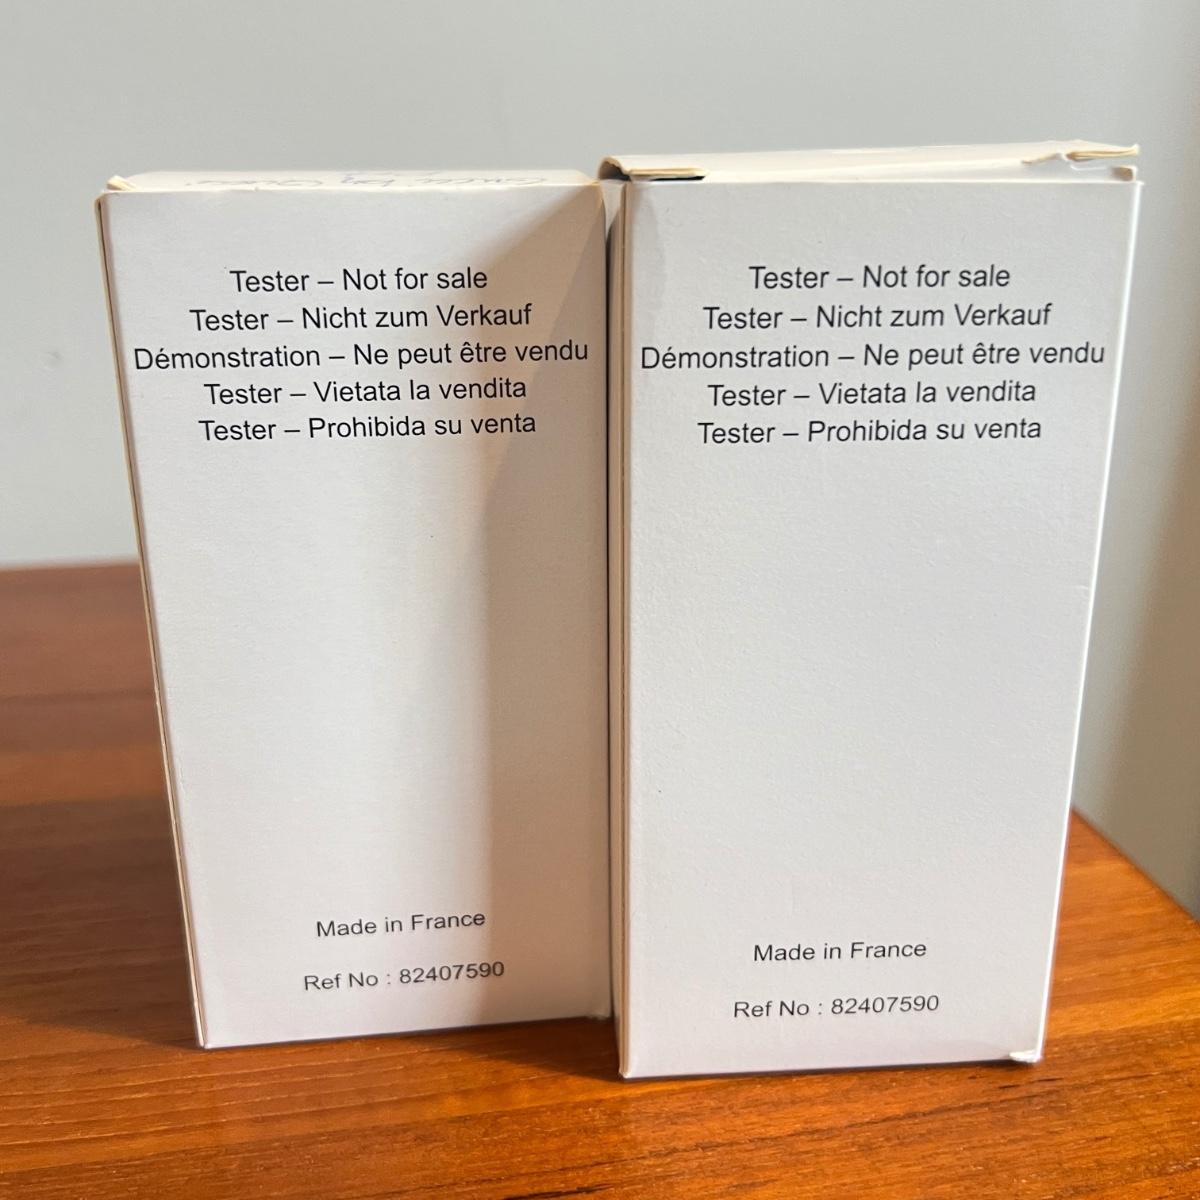 Tester – Not for sale
Tester – Nicht zum Verkauf
Démonstration – Ne peut être vendu
Tester – Vietata la vendita
Tester – Prohibida su venta
Made in France
Ref No : 82407590
Tester – Not for sale
Tester – Nicht zum Verkauf
Démonstration – Ne peut être vendu
Tester – Vietata la vendita
Tester – Prohibida su venta
Made in France
Ref No : 82407590